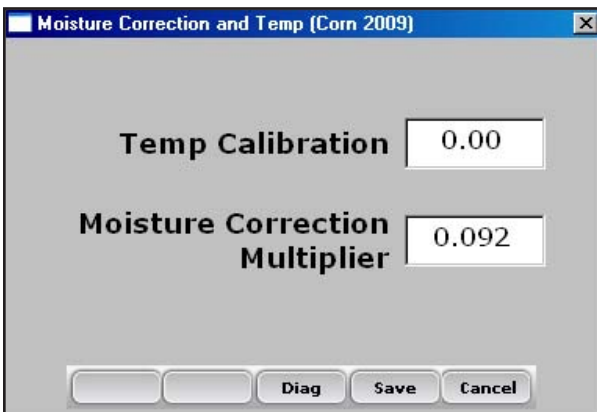 Moisture Correction and Temp (Corn 2009)
Temp Calibration 0.00
Moisture Correction
Multiplier 0.092
Diag Save Cancel